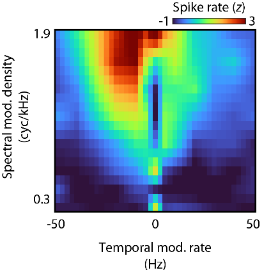 Spike rate (z)
-1 3
1.9
Spectral mod. density
(cyc/kHz)
0.3
-50 0 50
Temporal mod. rate
(Hz)